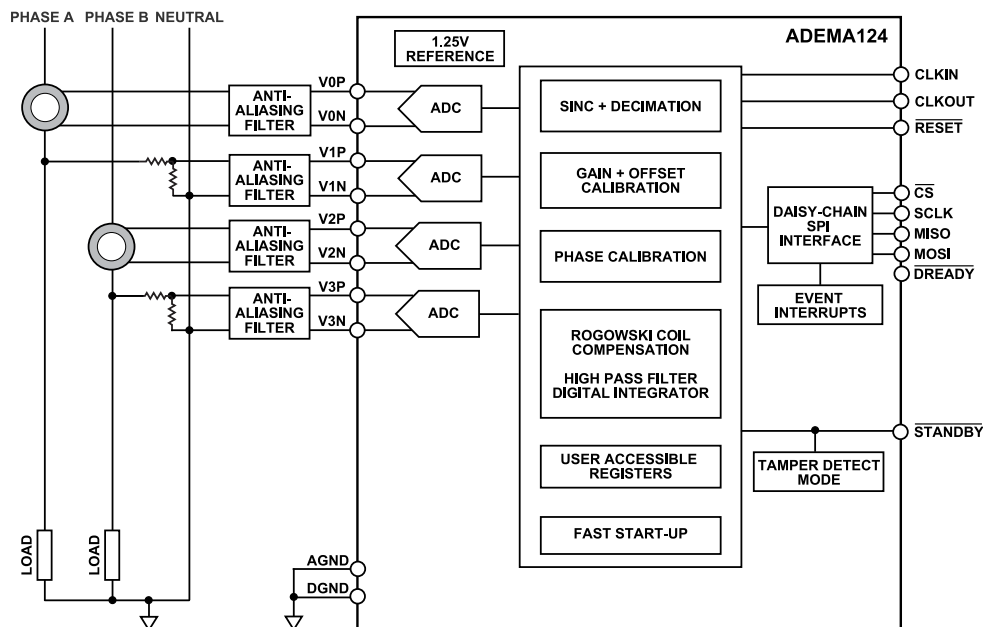 PHASE A PHASE B NEUTRAL
ADEMA124
1.25V
REFERENCE
ANTI-
ALIASING
FILTER
V0P
V0N
ADC
ANTI-
ALIASING
FILTER
V1P
V1N
ADC
ANTI-
ALIASING
FILTER
V2P
V2N
ADC
ANTI-
ALIASING
FILTER
V3P
V3N
ADC
SINC + DECIMATION
GAIN + OFFSET
CALIBRATION
PHASE CALIBRATION
ROGOWSKI COIL
COMPENSATION
HIGH PASS FILTER
DIGITAL INTEGRATOR
USER ACCESSIBLE
REGISTERS
FAST START-UP
CLKIN
CLKOUT
RESET
DAISY-CHAIN
SPI
INTERFACE
CS
SCLK
MISO
MOSI
DREADY
EVENT
INTERRUPTS
STANDBY
TAMPER DETECT
MODE
LOAD
LOAD
AGND
DGND